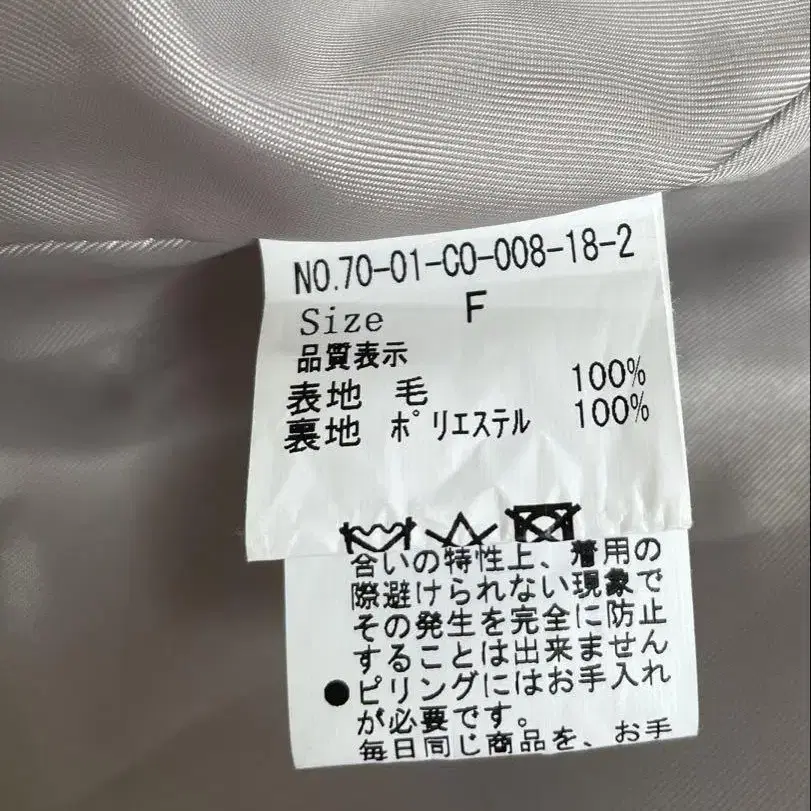 NO.70-01-CO-008-18-2
Size F
品質表示
表地 毛 100%
裏地 ポリエステル 100%
合いの特性上、着用の
際避けられない現象で
その発生を完全に防止
することは出来ません
●ピリングにはお手入れ
が必要です。
毎日同じ商品を、お手